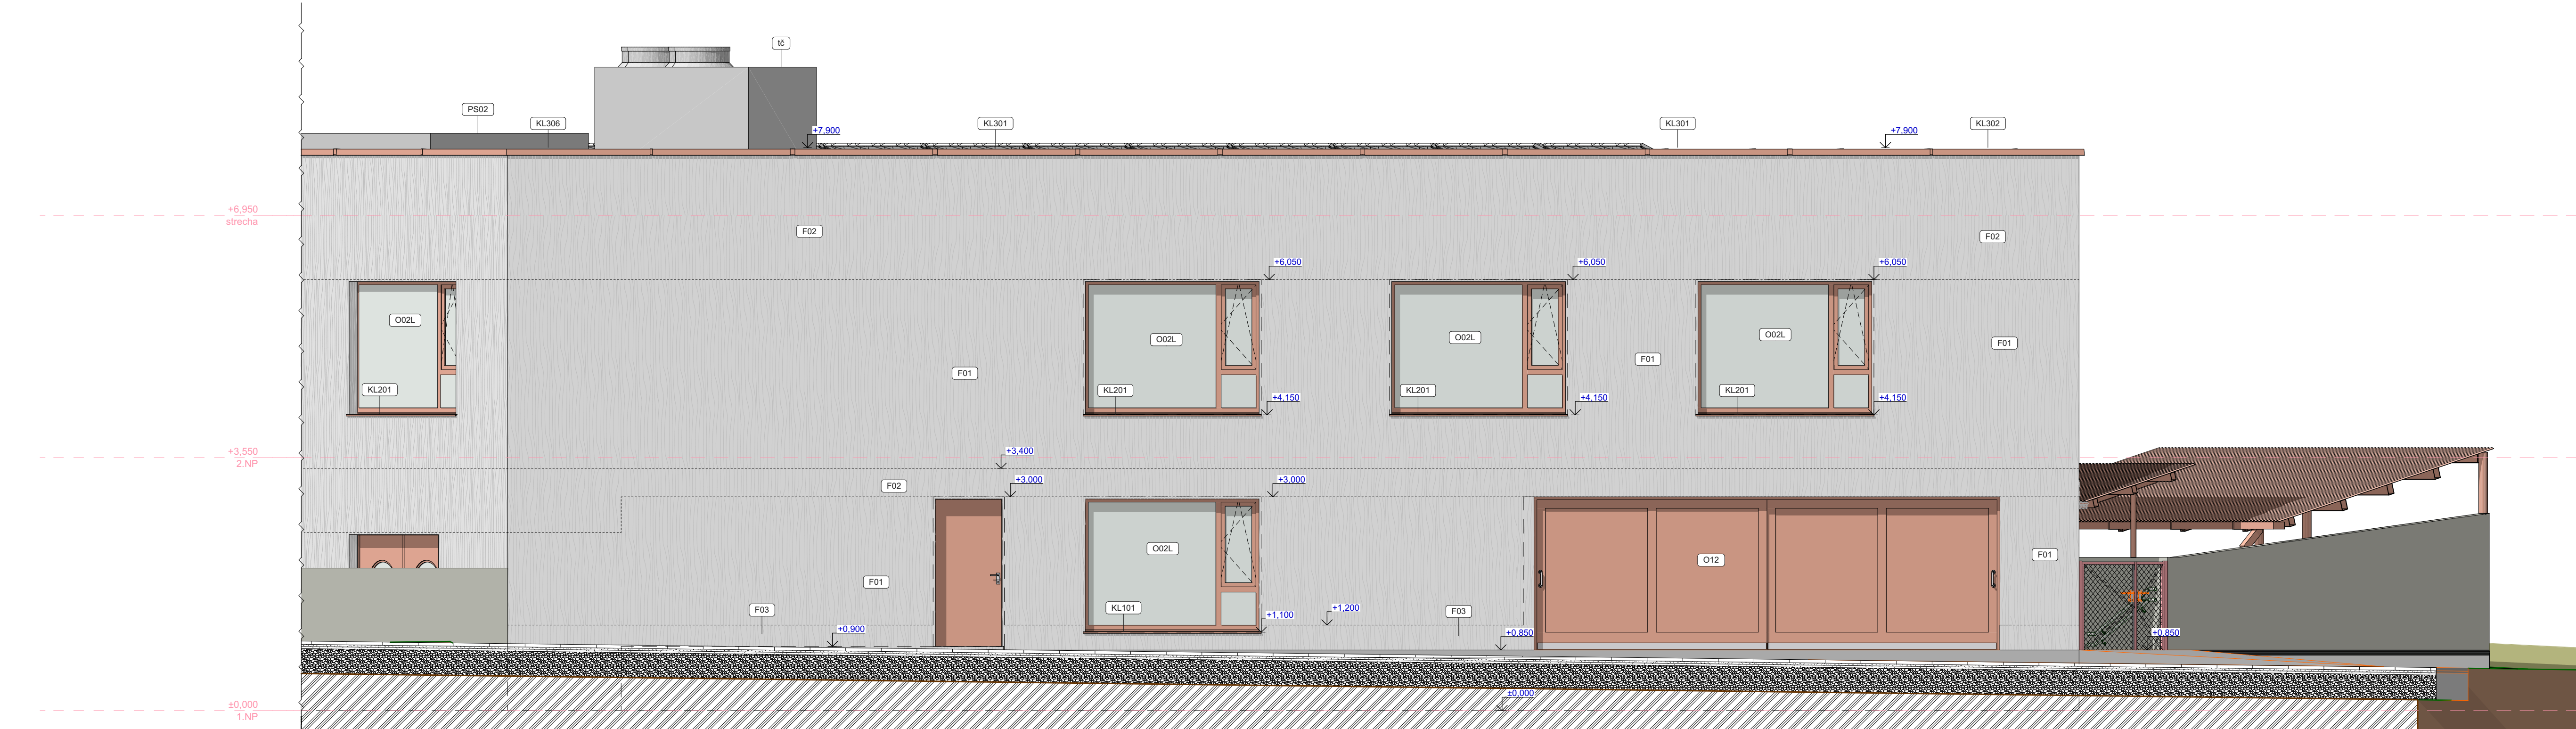 tč
PS02
KL306
KL301
KL301
KL302
+7,900
+7,900
+6,950
strecha
F02
F02
+6,050
+6,050
+6,050
O02L
O02L
O02L
O02L
F01
F01
F01
KL201
KL201
KL201
KL201
+4,150
+4,150
+4,150
+3,550
2.NP
+3,400
+3,000
+3,000
F02
O02L
O12
F01
F01
F03
KL101
F03
+1,100
+1,200
+0,900
+0,850
+0,850
±0,000
±0,000
1.NP